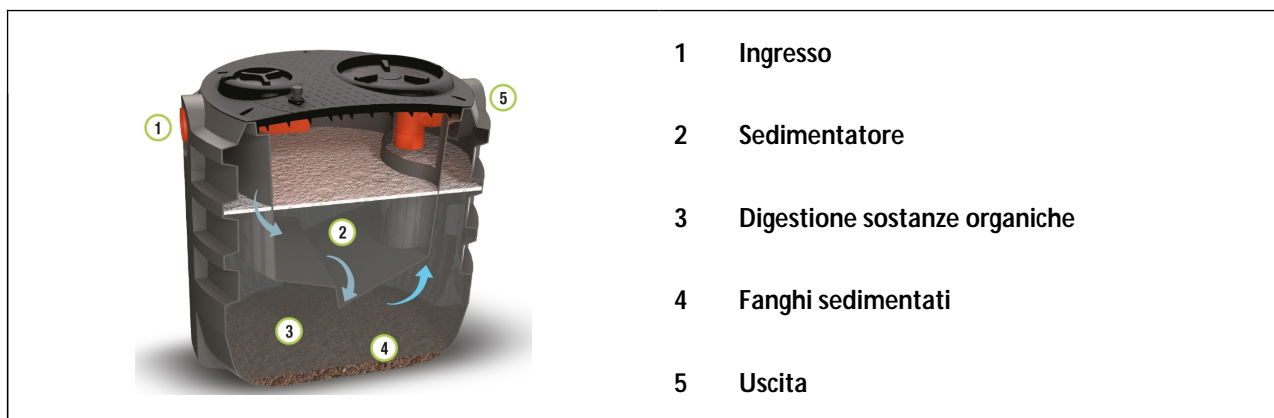 1
5
2
3
4
1 Ingresso
2 Sedimentatore
3 Digestione sostanze organiche
4 Fanghi sedimentati
5 Uscita